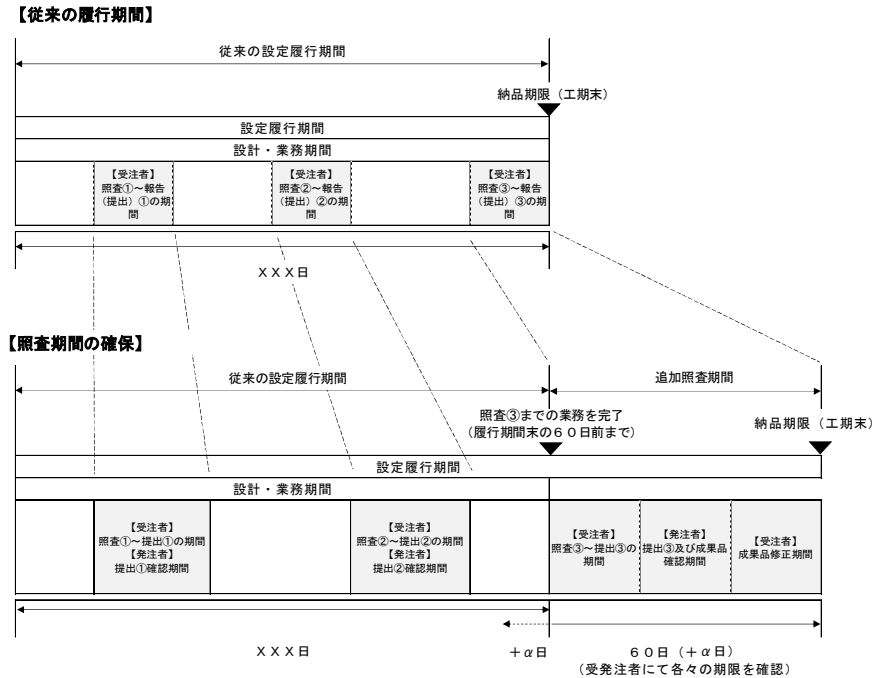 【従来の履行期間】
従来の設定履行期間
納品期限（工期末）
設定履行期間
設計・業務期間
【受注者】
照査①～報告
（提出）①の期
間
【受注者】
照査②～報告
（提出）②の期
間
【受注者】
照査③～報告
（提出）③の期
間
ＸＸＸ日
【照査期間の確保】
従来の設定履行期間
追加照査期間
照査③までの業務を完了
（履行期間末の６０日前まで）
納品期限（工期末）
設定履行期間
設計・業務期間
【受注者】
照査①～提出①の期間
【発注者】
提出①確認期間
【受注者】
照査②～提出②の期間
【発注者】
提出②確認期間
【受注者】
照査③～提出③の
期間
【発注者】
提出③及び成果品
確認期間
【受注者】
成果品修正期間
ＸＸＸ日
＋α日
６０日（＋α日）
（受発注者にて各々の期限を確認）